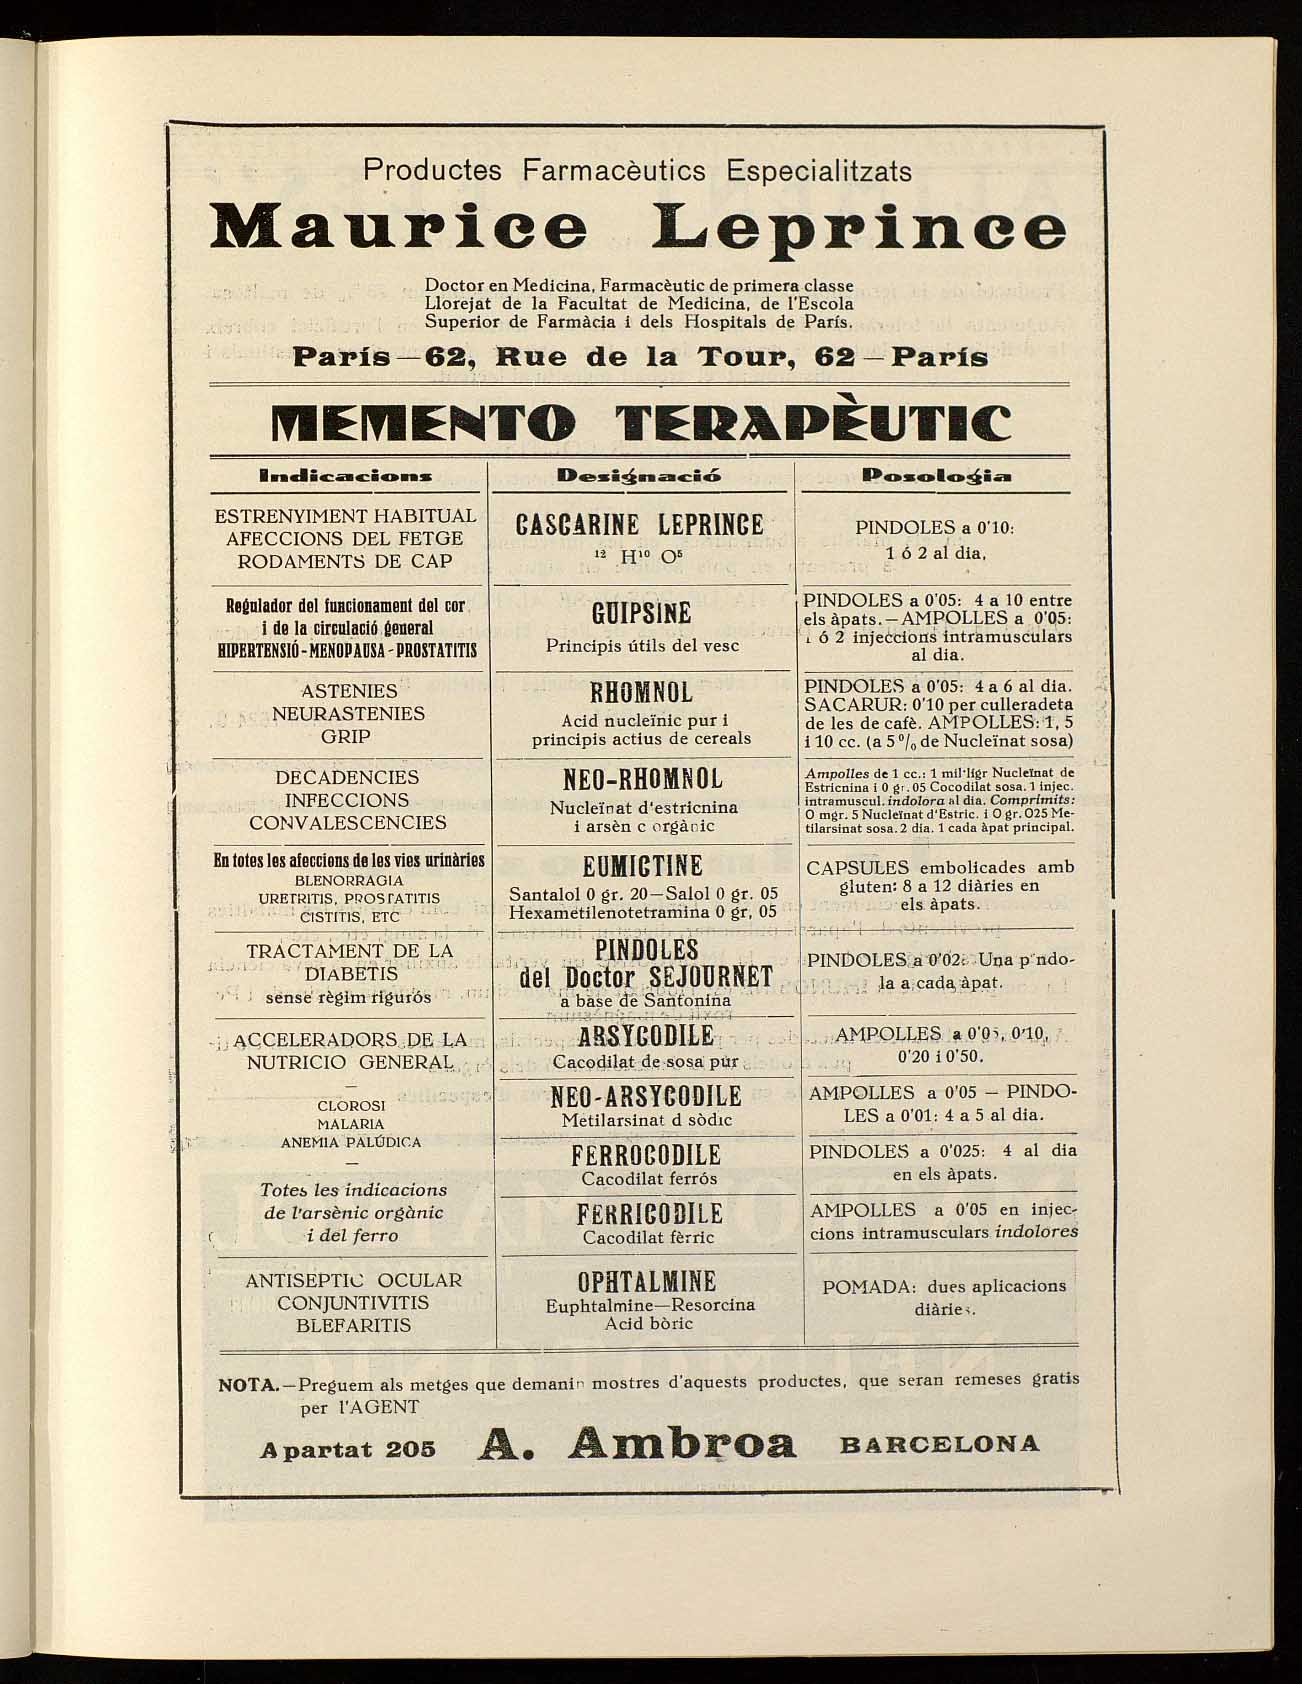 Productes Farmacèutics Especialitzats
Maurice Leprince
Doctor en Medicina, Farmacèutic de primera classe
Llorejat de la Facultat de Medicina, de l'Escola
Superior de Farmàcia i dels Hospitals de París.
París—62, Rue de la Tour, 62—París
MEMENTO TERAPÈUTIC
Indicacions
Designació
Posologia
ESTRENYIMENT HABITUAL
AFECCIONS DEL FETGE
RODAMENTS DE CAP
CASCARINE LEPRINCE
12 H10 O5
PINDOLES a 0'10:
1 ó 2 al dia,
Regulador del funcionament del cor
i de la circulació general
HIPERTENSIÓ-MENOPAUSA-PROSTATITIS
GUIPSINE
Principis útils del vesc
PINDOLES a 0'05: 4 a 10 entre
els àpats.—AMPOLLES a 0'05:
1 ó 2 injeccions intramusculars
al dia.
ASTENIES
NEURASTENIES
GRIP
RHOMNOL
Acid nucleïnic pur i
principis actius de cereals
PINDOLES a 0'05: 4 a 6 al dia.
SACARUR: 0'10 per culleradeta
de les de cafè. AMPOLLES: 1, 5
i 10 cc. (a 5 % de Nucleïnat sosa)
DECADENCIES
INFECCIONS
CONVALESCENCIES
NEO-RHOMNOL
Nucleïnat d'estricnina
i arsèn c orgànic
Ampolles de 1 cc.: 1 mil·lígr Nucleïnat de
Estricnina i 0 gr. 05 Cocodilat sosa. 1 injec.
intramuscul. indolora al dia. Comprimits:
0 mgr. 5 Nucleïnat d'Estric. i 0 gr. 025 Me-
tilarsinat sosa. 2 dia. 1 cada àpat principal.
En totes les afeccions de les vies urinàries
BLENORRAGIA
URETRITIS, PROSTATITIS
CISTITIS, ETC
EUMICTINE
Santalol 0 gr. 20—Salol 0 gr. 05
Hexametilenotetramina 0 gr, 05
CAPSULES embolicades amb
gluten: 8 a 12 diàries en
els àpats.
TRACTAMENT DE LA
DIABETIS
sense règim rigurós
PINDOLES
del Doctor SÉJOURNET
a base de Santonina
PINDOLES a 0'02: Una píndo-
la a cada àpat.
ACCELERADORS DE LA
NUTRICIO GENERAL
—
CLOROSI
MALARIA
ANEMIA PALÚDICA
—
Totes les indicacions
de l'arsènic orgànic
i del ferro
ARSYCODILE
Cacodilat de sosa pur
AMPOLLES a 0'05, 0'10,
0'20 i 0'50.
NEO-ARSYCODILE
Metilarsinat d sòdic
AMPOLLES a 0'05 — PINDO-
LES a 0'01: 4 a 5 al dia.
FERROCODILE
Cacodilat ferrós
PINDOLES a 0'025: 4 al dia
en els àpats.
FERRICODILE
Cacodilat fèrric
AMPOLLES a 0'05 en injec-
cions intramusculars indolores
ANTISEPTIC OCULAR
CONJUNTIVITIS
BLEFARITIS
OPHTALMINE
Euphtalmine—Resorcina
Acid bòric
POMADA: dues aplicacions
diàries.
NOTA.—Preguem als metges que demanin mostres d'aquests productes, que seran remeses gratis
per l'AGENT
Apartat 205 A. Ambroa BARCELONA